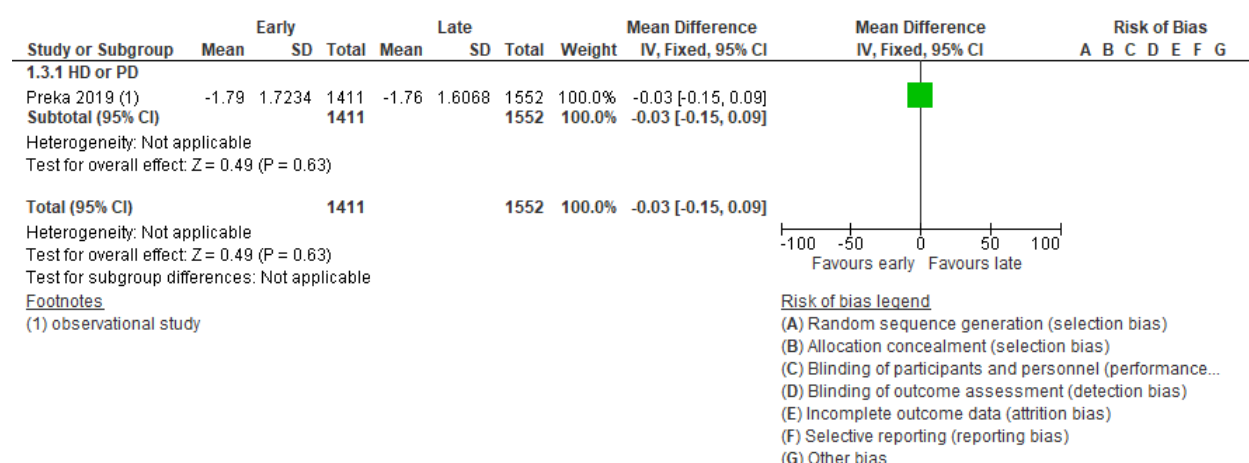 Early Late Mean Difference Mean Difference Risk of Bias
Study or Subgroup Mean SD Total Mean SD Total Weight IV, Fixed, 95% CI IV, Fixed, 95% CI A B C D E F G
1.3.1 HD or PD
Preka 2019 (1) -1.79 1.7234 1411 -1.76 1.6068 1552 100.0% -0.03 [-0.15, 0.09]
Subtotal (95% CI) 1411 1552 100.0% -0.03 [-0.15, 0.09]
Heterogeneity: Not applicable
Test for overall effect: Z = 0.49 (P = 0.63)
Total (95% CI) 1411 1552 100.0% -0.03 [-0.15, 0.09]
Heterogeneity: Not applicable
Test for overall effect: Z = 0.49 (P = 0.63)
Test for subgroup differences: Not applicable
-100 -50 0 50 100
Favours early Favours late
Footnotes
(1) observational study
Risk of bias legend
(A) Random sequence generation (selection bias)
(B) Allocation concealment (selection bias)
(C) Blinding of participants and personnel (performance...
(D) Blinding of outcome assessment (detection bias)
(E) Incomplete outcome data (attrition bias)
(F) Selective reporting (reporting bias)
(G) Other bias